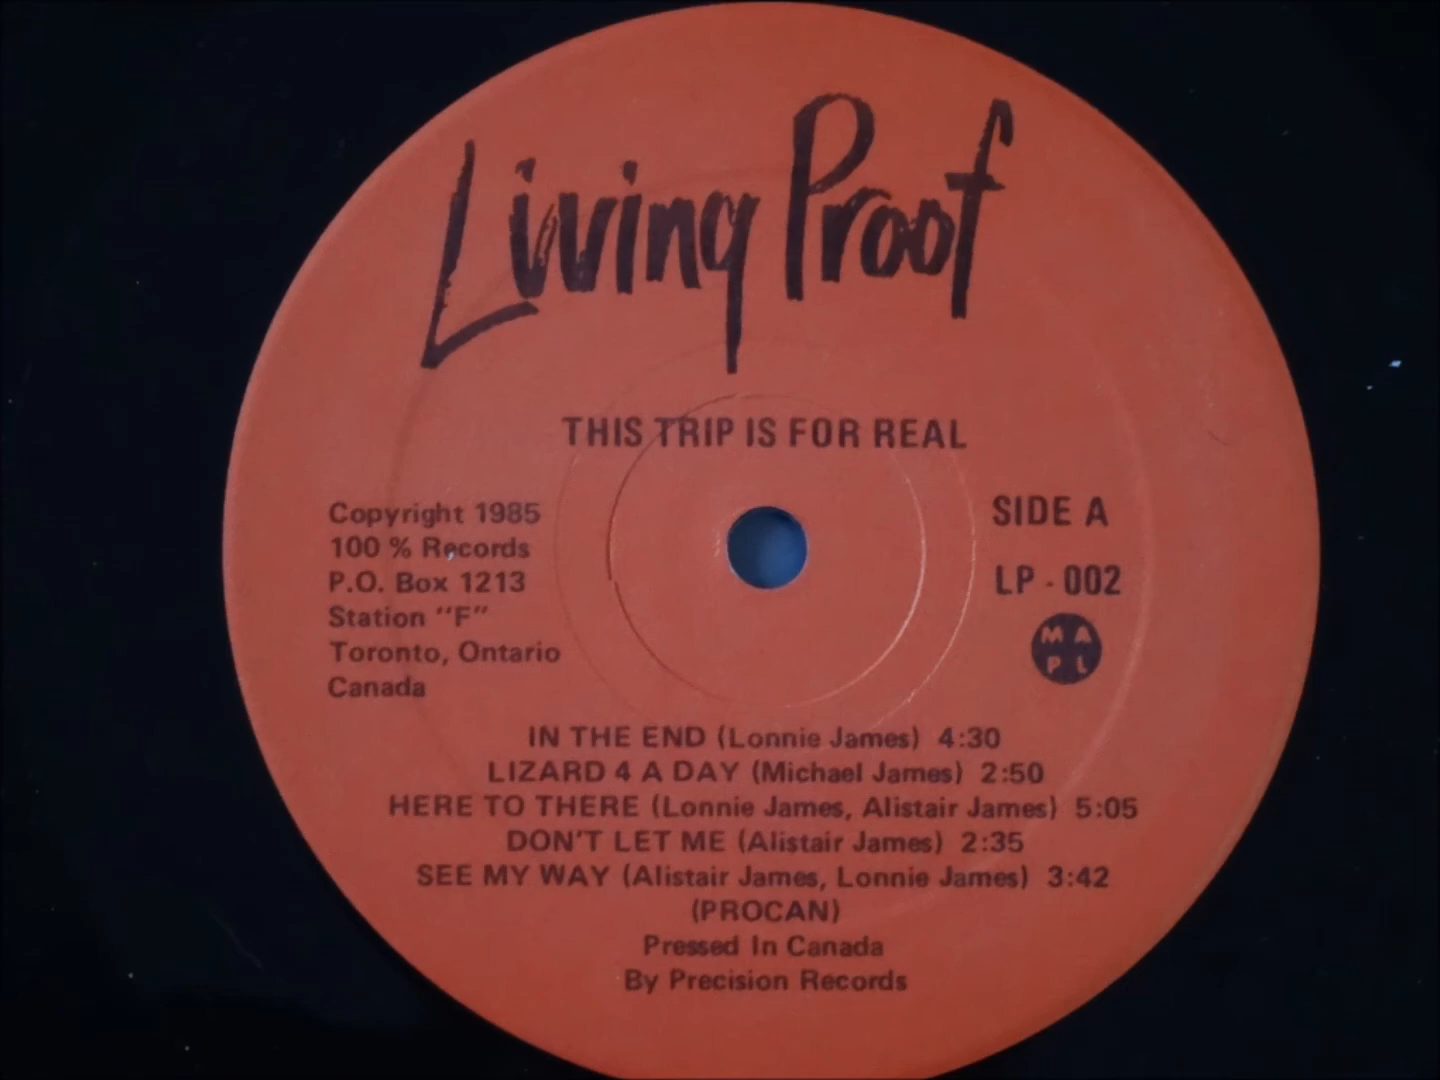 Living Proof
THIS TRIP IS FOR REAL
Copyright 1985
100 % Records
P.O. Box 1213
Station "F"
Toronto, Ontario
Canada
SIDE A
LP - 002
M A
P L
IN THE END (Lonnie James) 4:30
LIZARD 4 A DAY (Michael James) 2:50
HERE TO THERE (Lonnie James, Alistair James) 5:05
DON'T LET ME (Alistair James) 2:35
SEE MY WAY (Alistair James, Lonnie James) 3:42
(PROCAN)
Pressed In Canada
By Precision Records